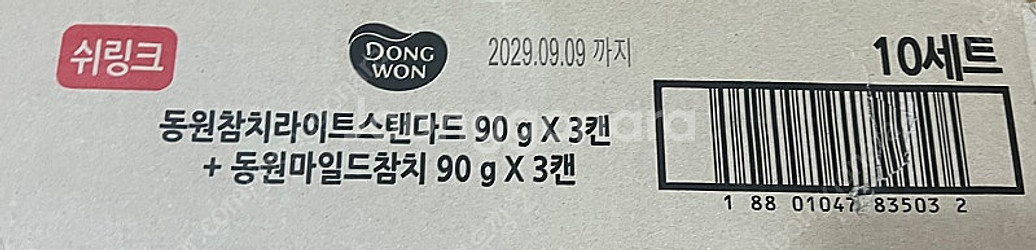 쉬링크
DONG WON
2029.09.09 까지
10세트
동원참치라이트스탠다드 90 g X 3캔
+ 동원마일드참치 90 g X 3캔
1 88 01047 83503 2